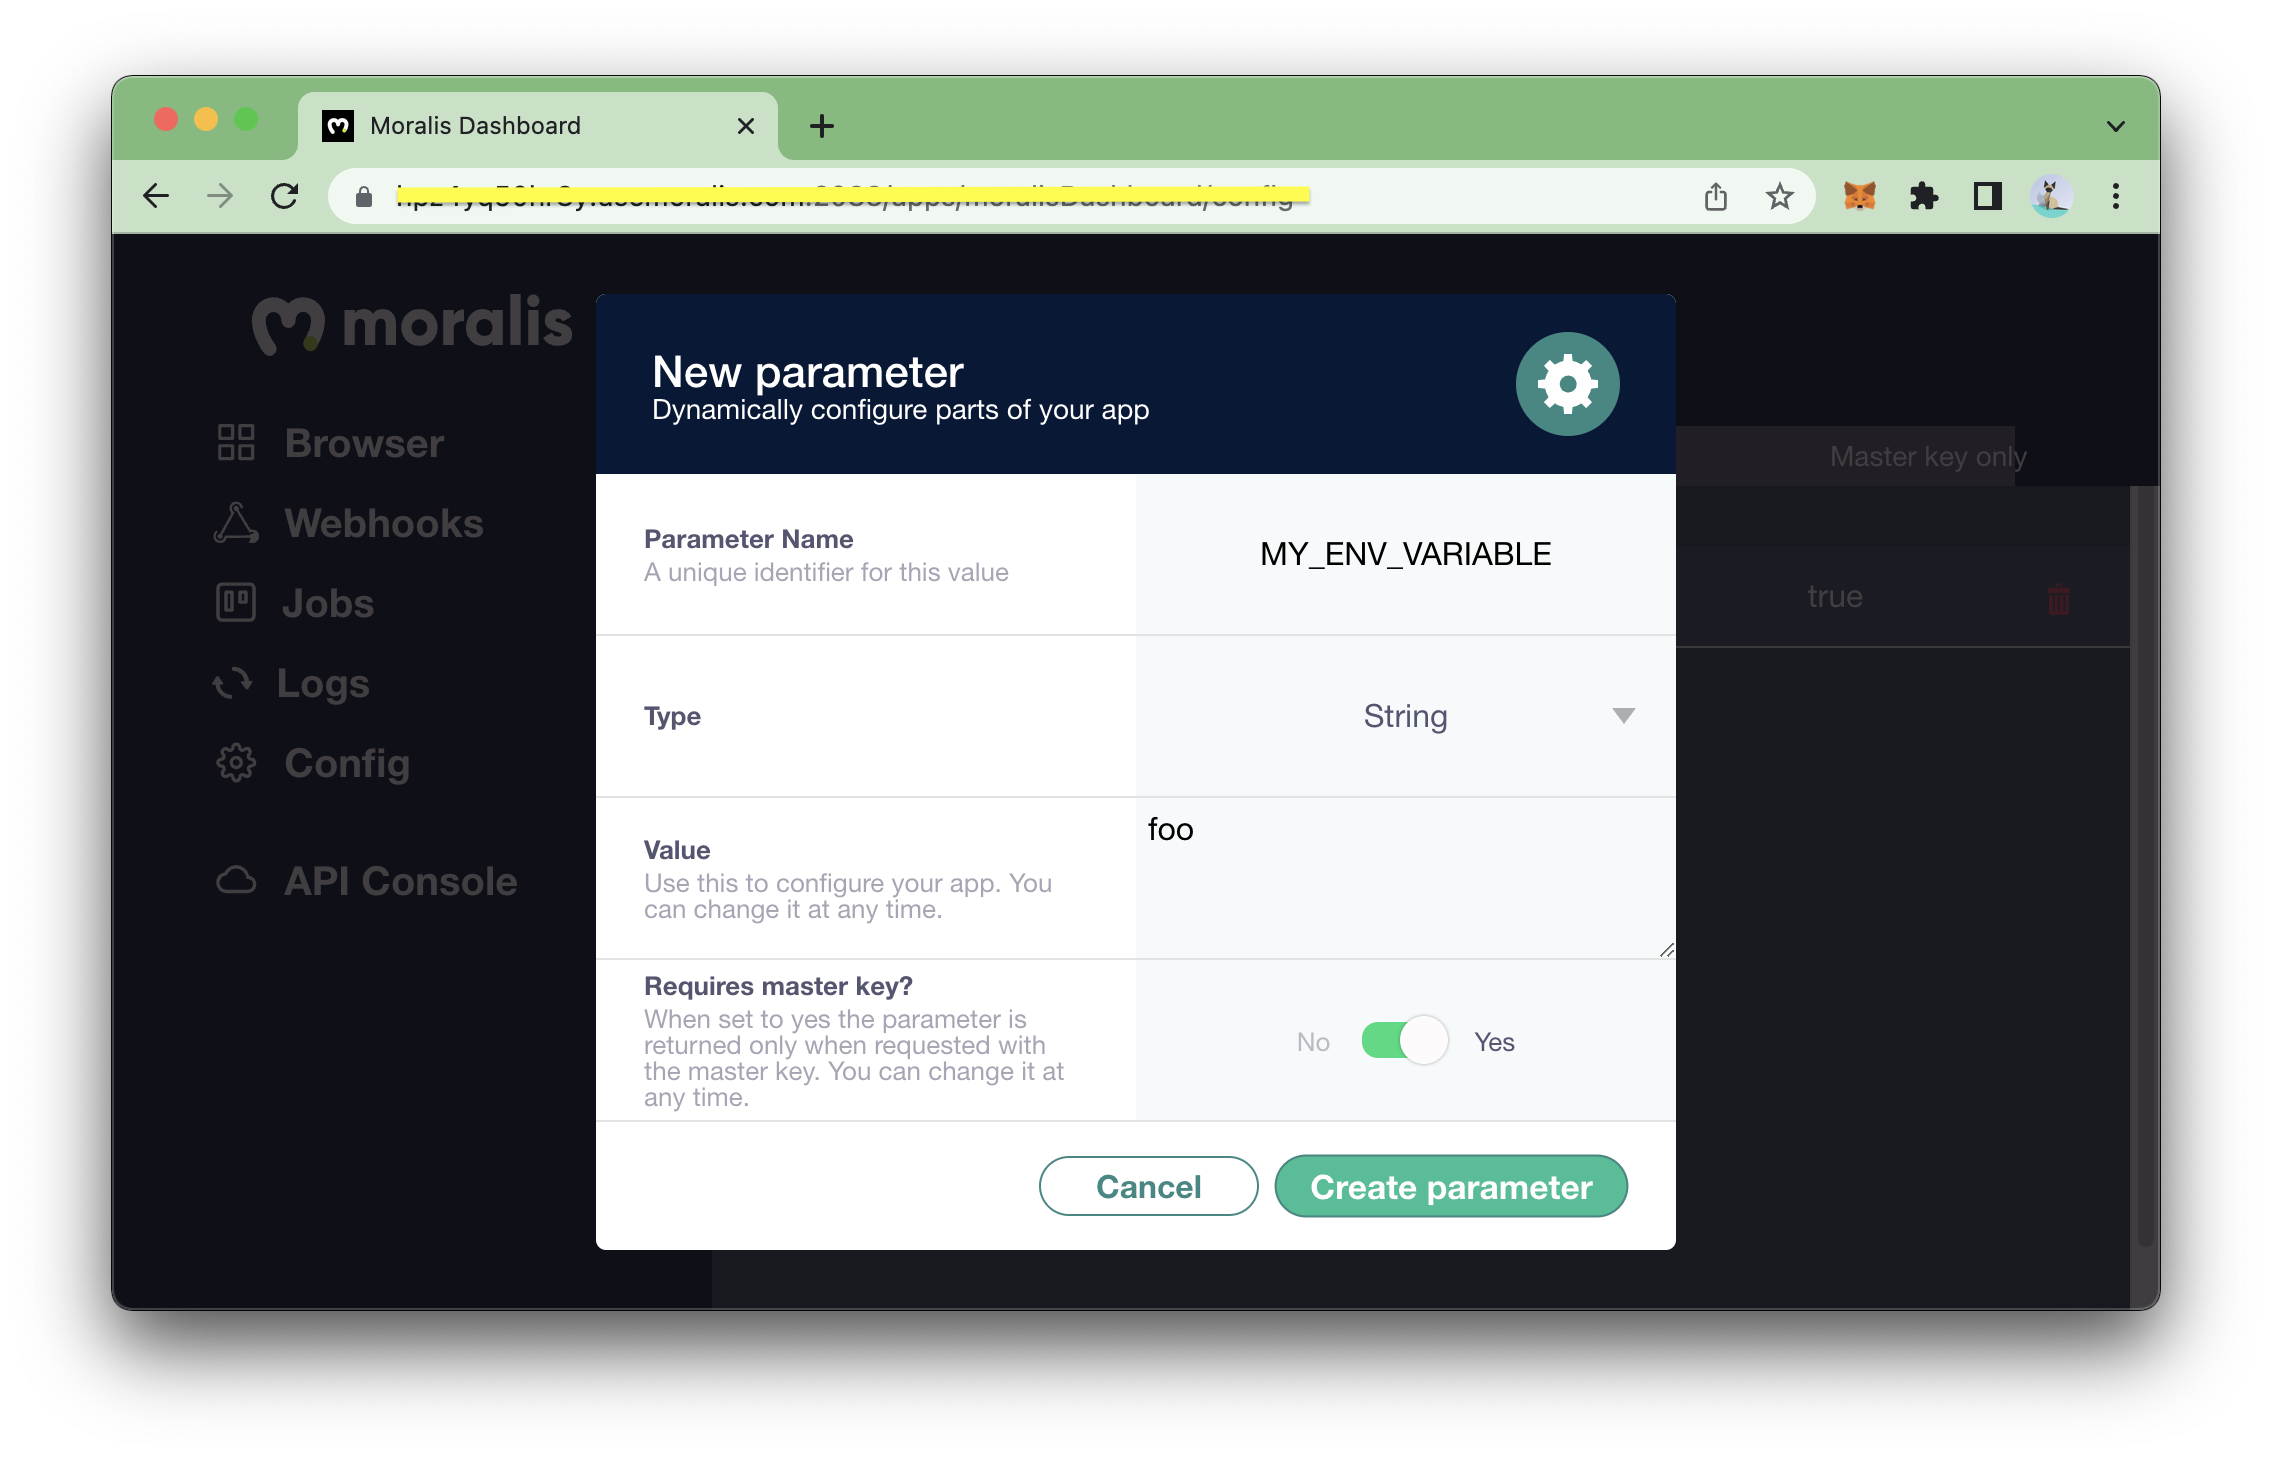 Moralis Dashboard
moralis
Browser
Webhooks
Jobs
Logs
Config
API Console
Master key only
true
New parameter
Dynamically configure parts of your app
Parameter Name
A unique identifier for this value
MY_ENV_VARIABLE
Type
String
Value
Use this to configure your app. You
can change it at any time.
foo
Requires master key?
When set to yes the parameter is
returned only when requested with
the master key. You can change it at
any time.
No
Yes
Cancel
Create parameter